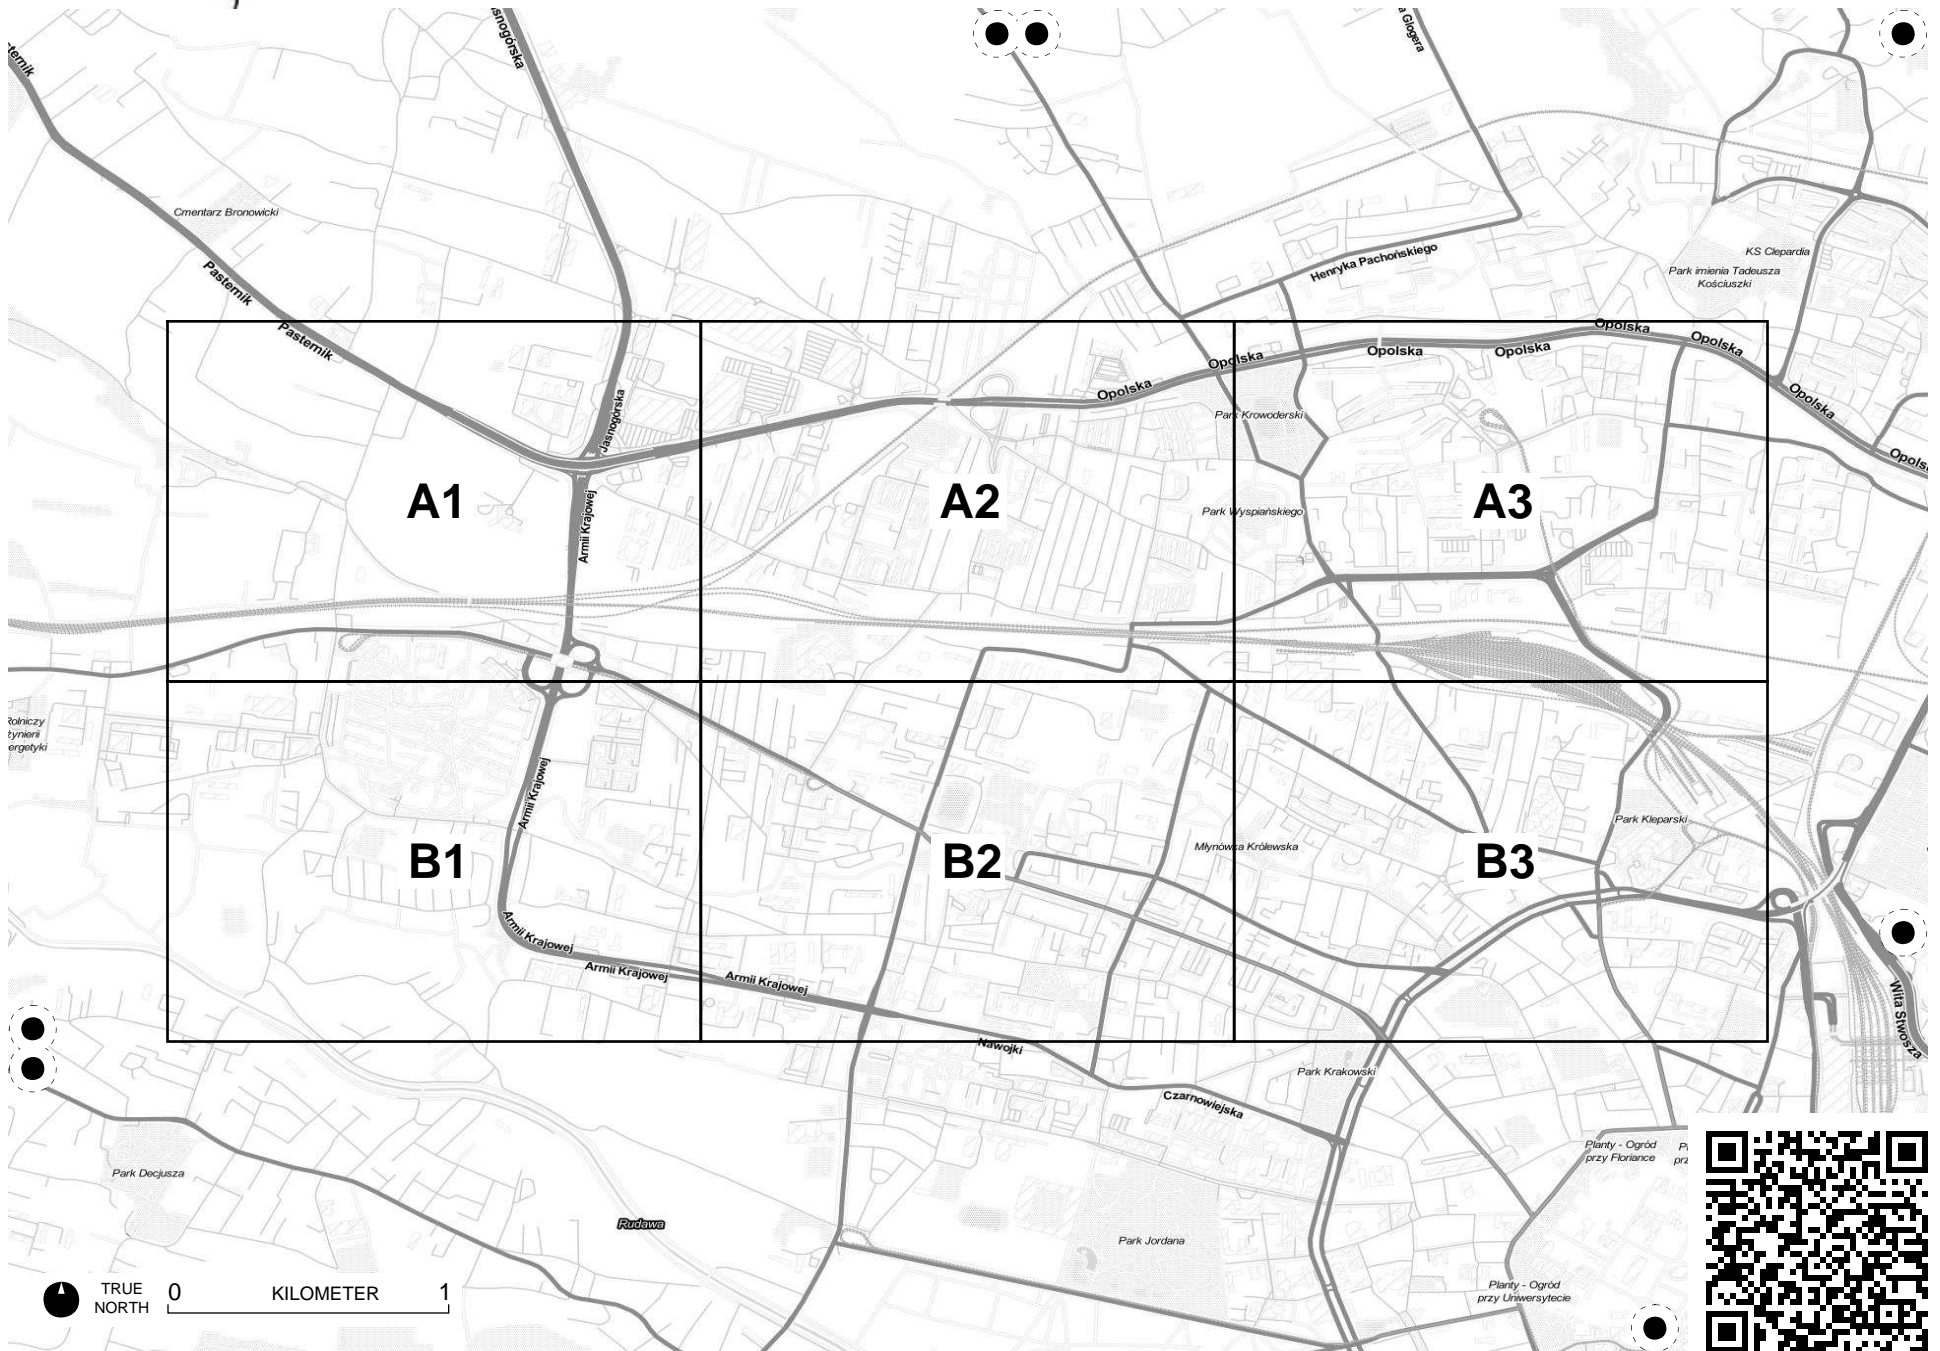 Jasnogórska
Glogera
Cmentarz Bronowicki
Pasternik
Pasternik
Henryka Pachońskiego
KS Clepardia
Park imienia Tadeusza
Kościuszki
Opolska
Opolska
Opolska
Opolska
Opolska
Opolska
Opolska
Jasnogórska
Park Krowoderski
A1
A2
A3
Armii Krajowej
Park Wyspiańskiego
Rolniczy
Armii Krajowej
Park Kleparski
Młynówka Królewska
B1
B2
B3
Armii Krajowej
Armii Krajowej
Armii Krajowej
Wita Stwosza
Nawojki
Park Krakowski
Czarnowiejska
Park Decjusza
Planty - Ogród
przy Floriance
Rudawa
Park Jordana
Planty - Ogród
przy Uniwersytecie
TRUE
NORTH
0 KILOMETER 1